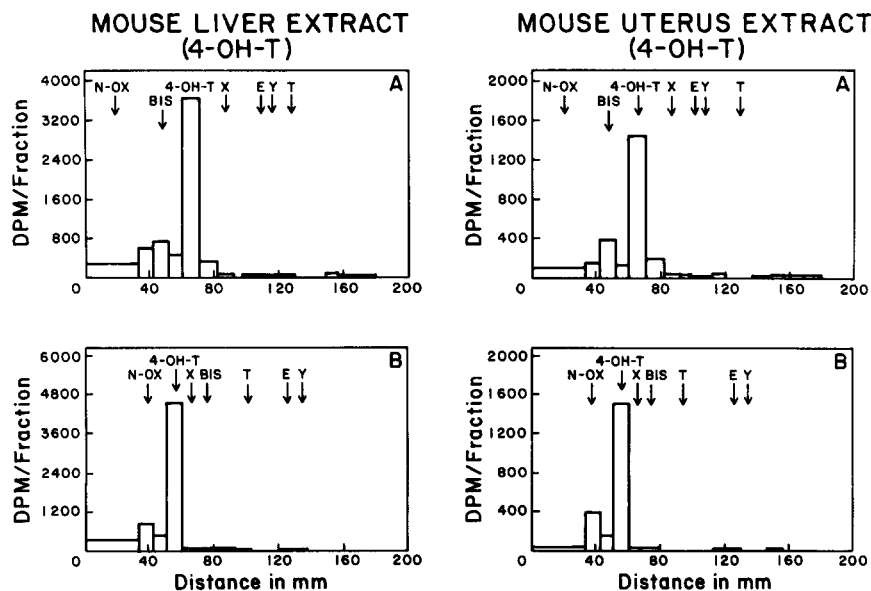 MOUSE LIVER EXTRACT
(4-OH-T)
MOUSE UTERUS EXTRACT
(4-OH-T)
A
N-OX 4-OH-T X E Y T
BIS
4000
3200
2400
1600
800
0 40 80 120 160 200
DPM/Fraction
A
4-OH-T X E Y T
N-OX
BIS
2000
1600
1200
800
400
0 40 80 120 160 200
DPM/Fraction
B
4-OH-T
N-OX X BIS T E Y
6000
4800
3600
2400
1200
0 40 80 120 160 200
DPM/Fraction
Distance in mm
B
4-OH-T
N-OX X BIS T E Y
2000
1600
1200
800
400
0 40 80 120 160 200
DPM/Fraction
Distance in mm